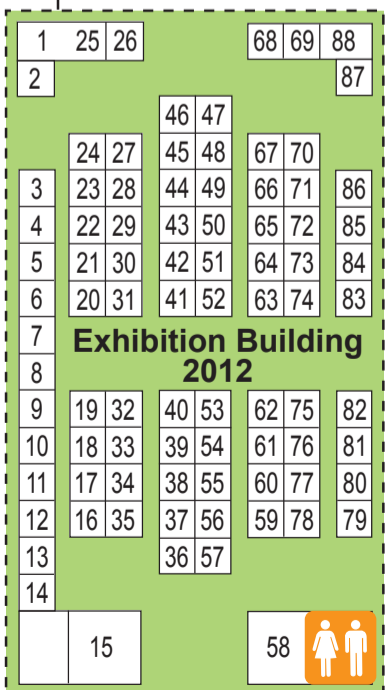 1 25 26 68 69 88
2 87
46 47
24 27 45 48 67 70
3 23 28 44 49 66 71 86
4 22 29 43 50 65 72 85
5 21 30 42 51 64 73 84
6 20 31 41 52 63 74 83
7 Exhibition Building
8 2012
9 19 32 40 53 62 75 82
10 18 33 39 54 61 76 81
11 17 34 38 55 60 77 80
12 16 35 37 56 59 78 79
13 36 57
14
15 58